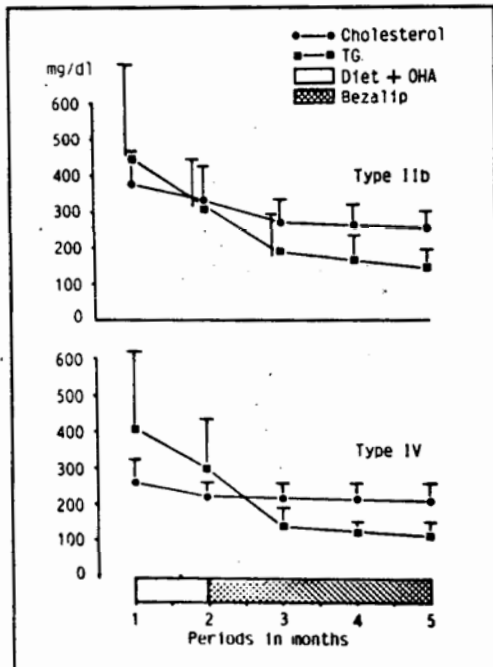 Cholesterol
TG.
Diet + OHA
Bezalip
mg/dl
600
500
400
300
200
100
0
Type IIb
600
500
400
300
200
100
0
Type IV
1 2 3 4 5
Periods in months